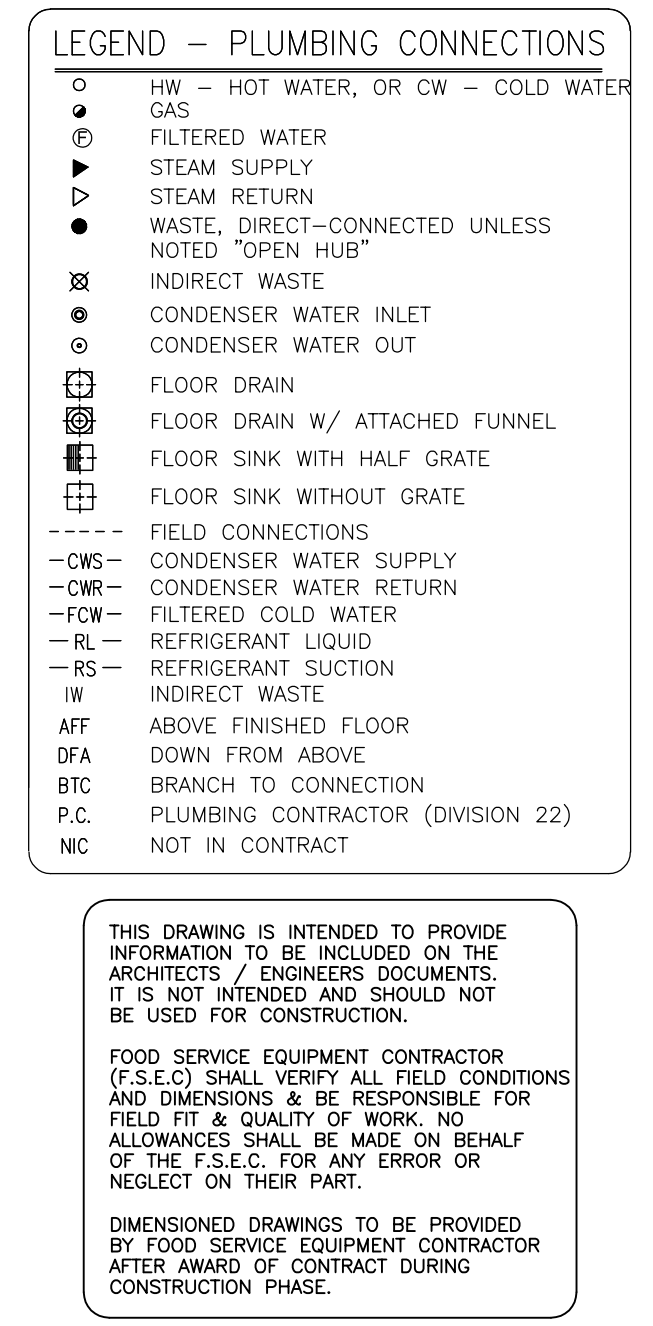 LEGEND – PLUMBING CONNECTIONS
HW – HOT WATER, OR CW – COLD WATER
GAS
F FILTERED WATER
STEAM SUPPLY
STEAM RETURN
WASTE, DIRECT–CONNECTED UNLESS
NOTED "OPEN HUB"
INDIRECT WASTE
CONDENSER WATER INLET
CONDENSER WATER OUT
FLOOR DRAIN
FLOOR DRAIN W/ ATTACHED FUNNEL
FLOOR SINK WITH HALF GRATE
FLOOR SINK WITHOUT GRATE
----- FIELD CONNECTIONS
–CWS– CONDENSER WATER SUPPLY
–CWR– CONDENSER WATER RETURN
–FCW– FILTERED COLD WATER
–RL– REFRIGERANT LIQUID
–RS– REFRIGERANT SUCTION
IW INDIRECT WASTE
AFF ABOVE FINISHED FLOOR
DFA DOWN FROM ABOVE
BTC BRANCH TO CONNECTION
P.C. PLUMBING CONTRACTOR (DIVISION 22)
NIC NOT IN CONTRACT
THIS DRAWING IS INTENDED TO PROVIDE
INFORMATION TO BE INCLUDED ON THE
ARCHITECTS / ENGINEERS DOCUMENTS.
IT IS NOT INTENDED AND SHOULD NOT
BE USED FOR CONSTRUCTION.
FOOD SERVICE EQUIPMENT CONTRACTOR
(F.S.E.C) SHALL VERIFY ALL FIELD CONDITIONS
AND DIMENSIONS & BE RESPONSIBLE FOR
FIELD FIT & QUALITY OF WORK. NO
ALLOWANCES SHALL BE MADE ON BEHALF
OF THE F.S.E.C. FOR ANY ERROR OR
NEGLECT ON THEIR PART.
DIMENSIONED DRAWINGS TO BE PROVIDED
BY FOOD SERVICE EQUIPMENT CONTRACTOR
AFTER AWARD OF CONTRACT DURING
CONSTRUCTION PHASE.